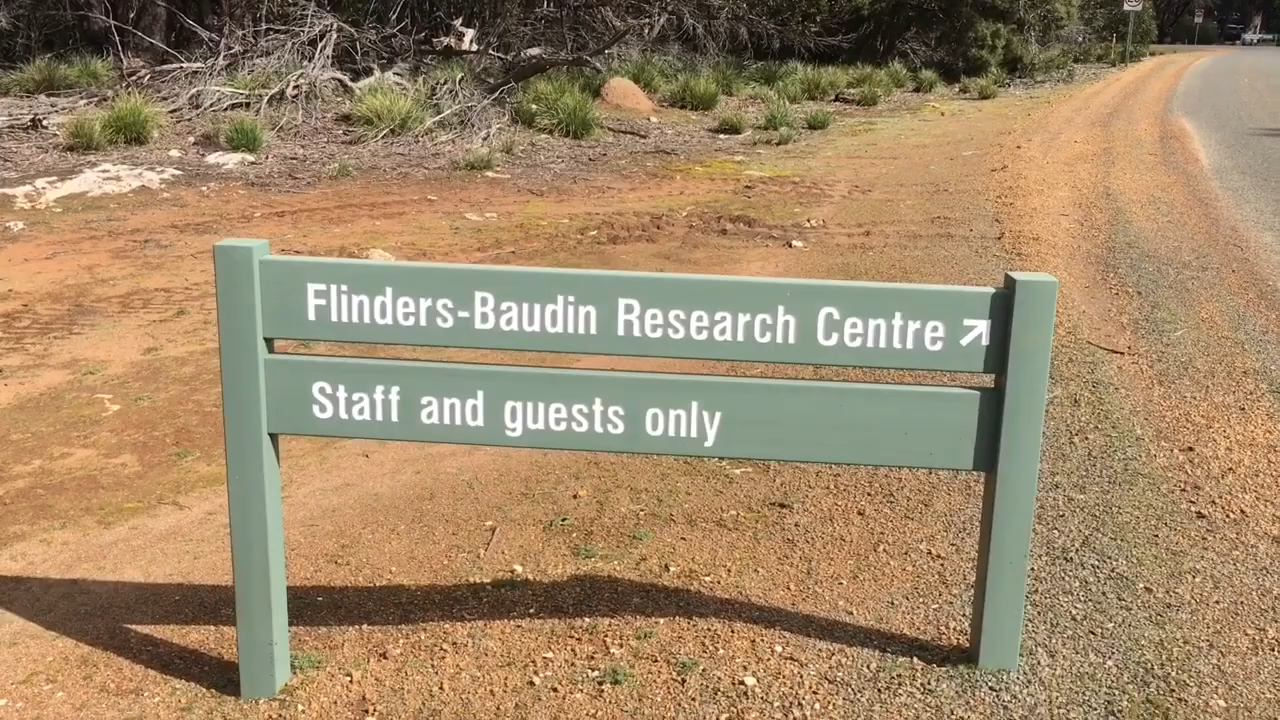 Flinders-Baudin Research Centre ↗
Staff and guests only